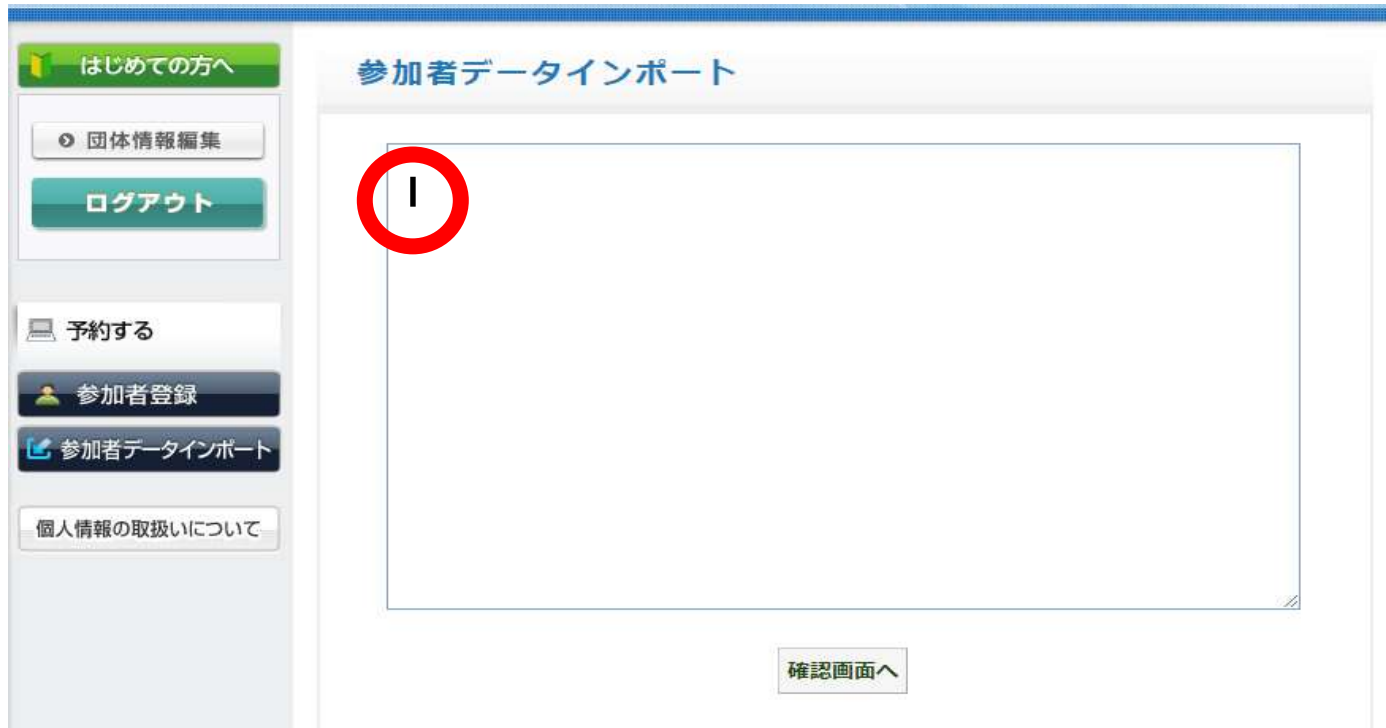 はじめての方へ
団体情報編集
ログアウト
予約する
参加者登録
参加者データインポート
個人情報の取扱いについて
参加者データインポート
確認画面へ